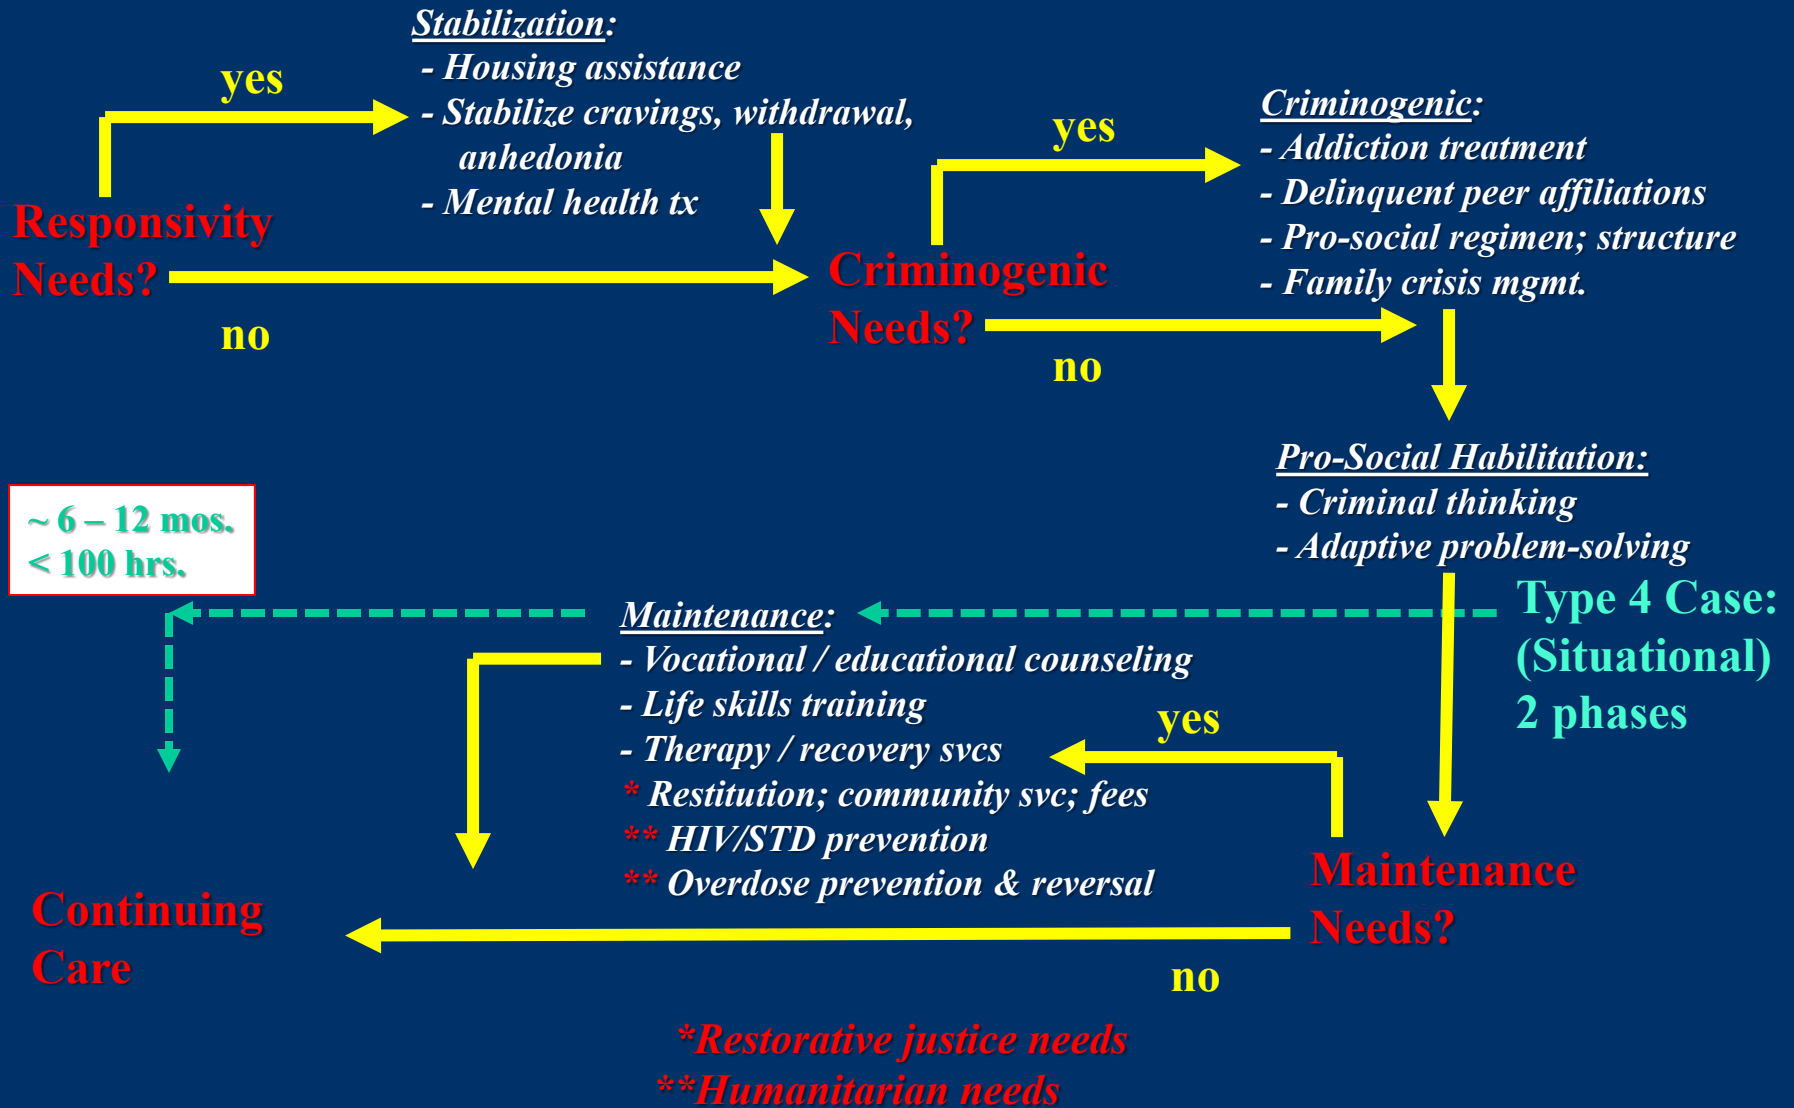 Stabilization:
- Housing assistance
- Stabilize cravings, withdrawal,
anhedonia
- Mental health tx
yes
Responsivity
Needs?
no
yes
Criminogenic:
- Addiction treatment
- Delinquent peer affiliations
- Pro-social regimen; structure
- Family crisis mgmt.
Criminogenic
Needs?
no
Pro-Social Habilitation:
- Criminal thinking
- Adaptive problem-solving
~ 6 – 12 mos.
< 100 hrs.
Type 4 Case:
(Situational)
2 phases
Maintenance:
- Vocational / educational counseling
- Life skills training
- Therapy / recovery svcs
* Restitution; community svc; fees
** HIV/STD prevention
** Overdose prevention & reversal
yes
Maintenance
Needs?
Continuing
Care
no
*Restorative justice needs
**Humanitarian needs